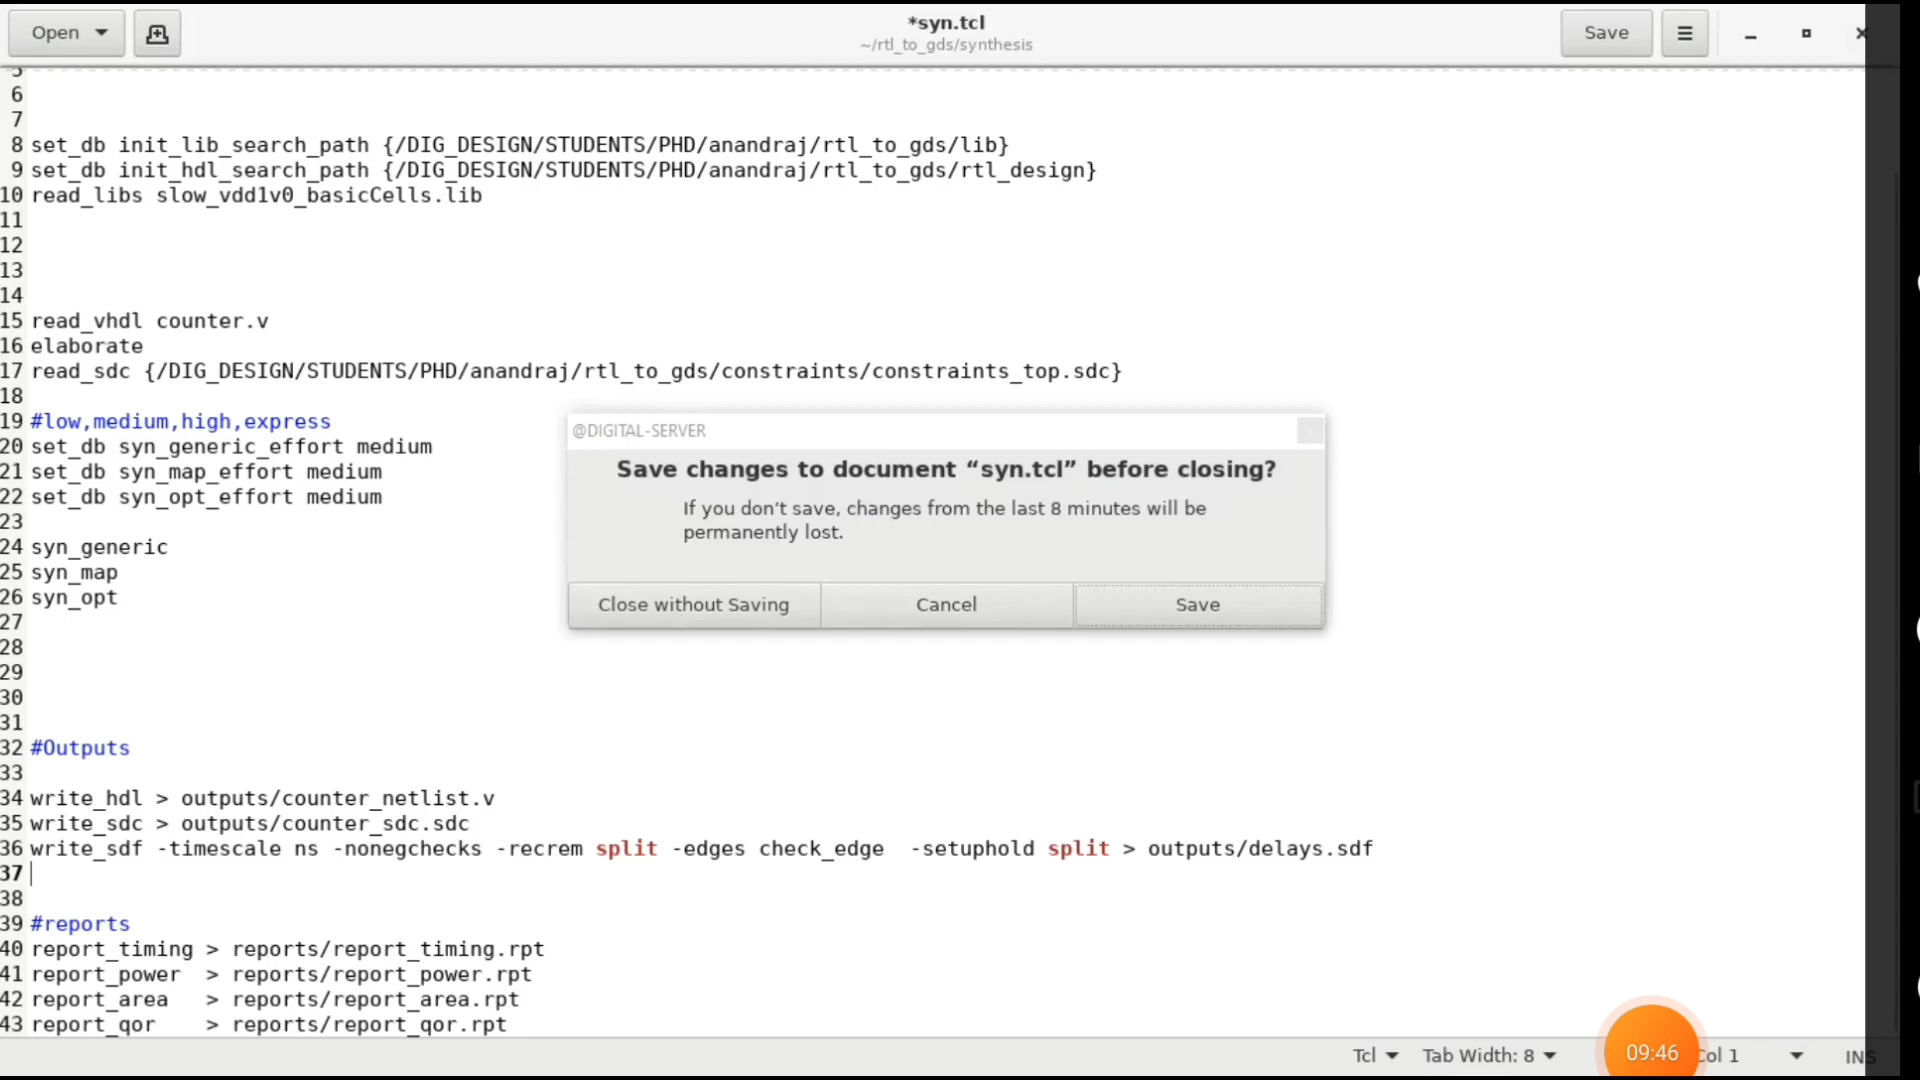 Open
*syn.tcl
~/rtl_to_gds/synthesis
Save
5
6
7
8 set_db init_lib_search_path {/DIG_DESIGN/STUDENTS/PHD/anandraj/rtl_to_gds/lib}
9 set_db init_hdl_search_path {/DIG_DESIGN/STUDENTS/PHD/anandraj/rtl_to_gds/rtl_design}
10 read_libs slow_vdd1v0_basicCells.lib
11
12
13
14
15 read_vhdl counter.v
16 elaborate
17 read_sdc {/DIG_DESIGN/STUDENTS/PHD/anandraj/rtl_to_gds/constraints/constraints_top.sdc}
18
19 #low,medium,high,express
20 set_db syn_generic_effort medium
21 set_db syn_map_effort medium
22 set_db syn_opt_effort medium
23
24 syn_generic
25 syn_map
26 syn_opt
27
28
29
30
31
32 #Outputs
33
34 write_hdl > outputs/counter_netlist.v
35 write_sdc > outputs/counter_sdc.sdc
36 write_sdf -timescale ns -nonegchecks -recrem split -edges check_edge  -setuphold split > outputs/delays.sdf
37
38
39 #reports
40 report_timing > reports/report_timing.rpt
41 report_power  > reports/report_power.rpt
42 report_area   > reports/report_area.rpt
43 report_qor    > reports/report_qor.rpt
@DIGITAL-SERVER
Save changes to document “syn.tcl” before closing?
If you don’t save, changes from the last 8 minutes will be
permanently lost.
Close without Saving
Cancel
Save
Tcl
Tab Width: 8
09:46
Col 1
INS